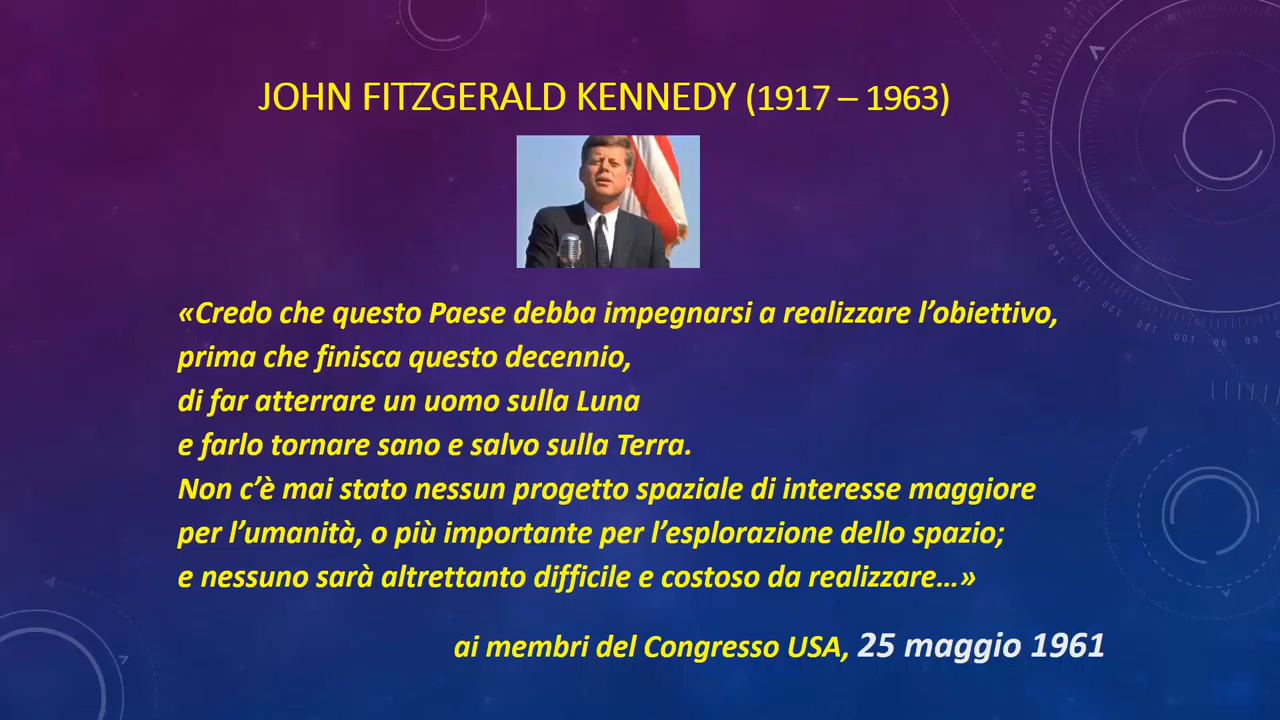 JOHN FITZGERALD KENNEDY (1917 – 1963)
«Credo che questo Paese debba impegnarsi a realizzare l’obiettivo,
prima che finisca questo decennio,
di far atterrare un uomo sulla Luna
e farlo tornare sano e salvo sulla Terra.
Non c’è mai stato nessun progetto spaziale di interesse maggiore
per l’umanità, o più importante per l’esplorazione dello spazio;
e nessuno sarà altrettanto difficile e costoso da realizzare…»
ai membri del Congresso USA, 25 maggio 1961